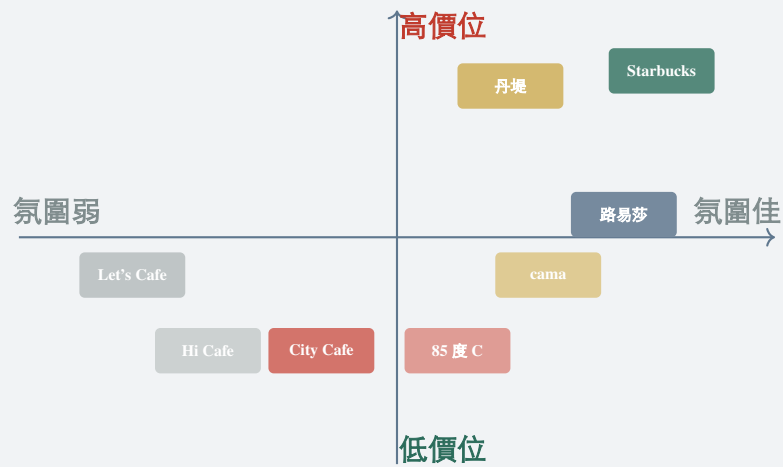 高價位
Starbucks
丹堤
氛圍弱
路易莎
氛圍佳
Let's Cafe
cama
Hi Cafe
City Cafe
85 度 C
低價位